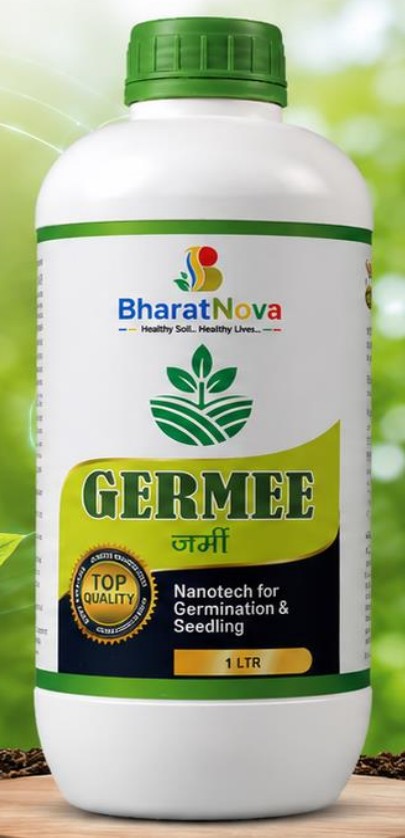 BharatNova
Healthy Soil... Healthy Lives...
GERMEE
जर्मी
TOP
QUALITY
Nanotech for
Germination &
Seedling
1 LTR